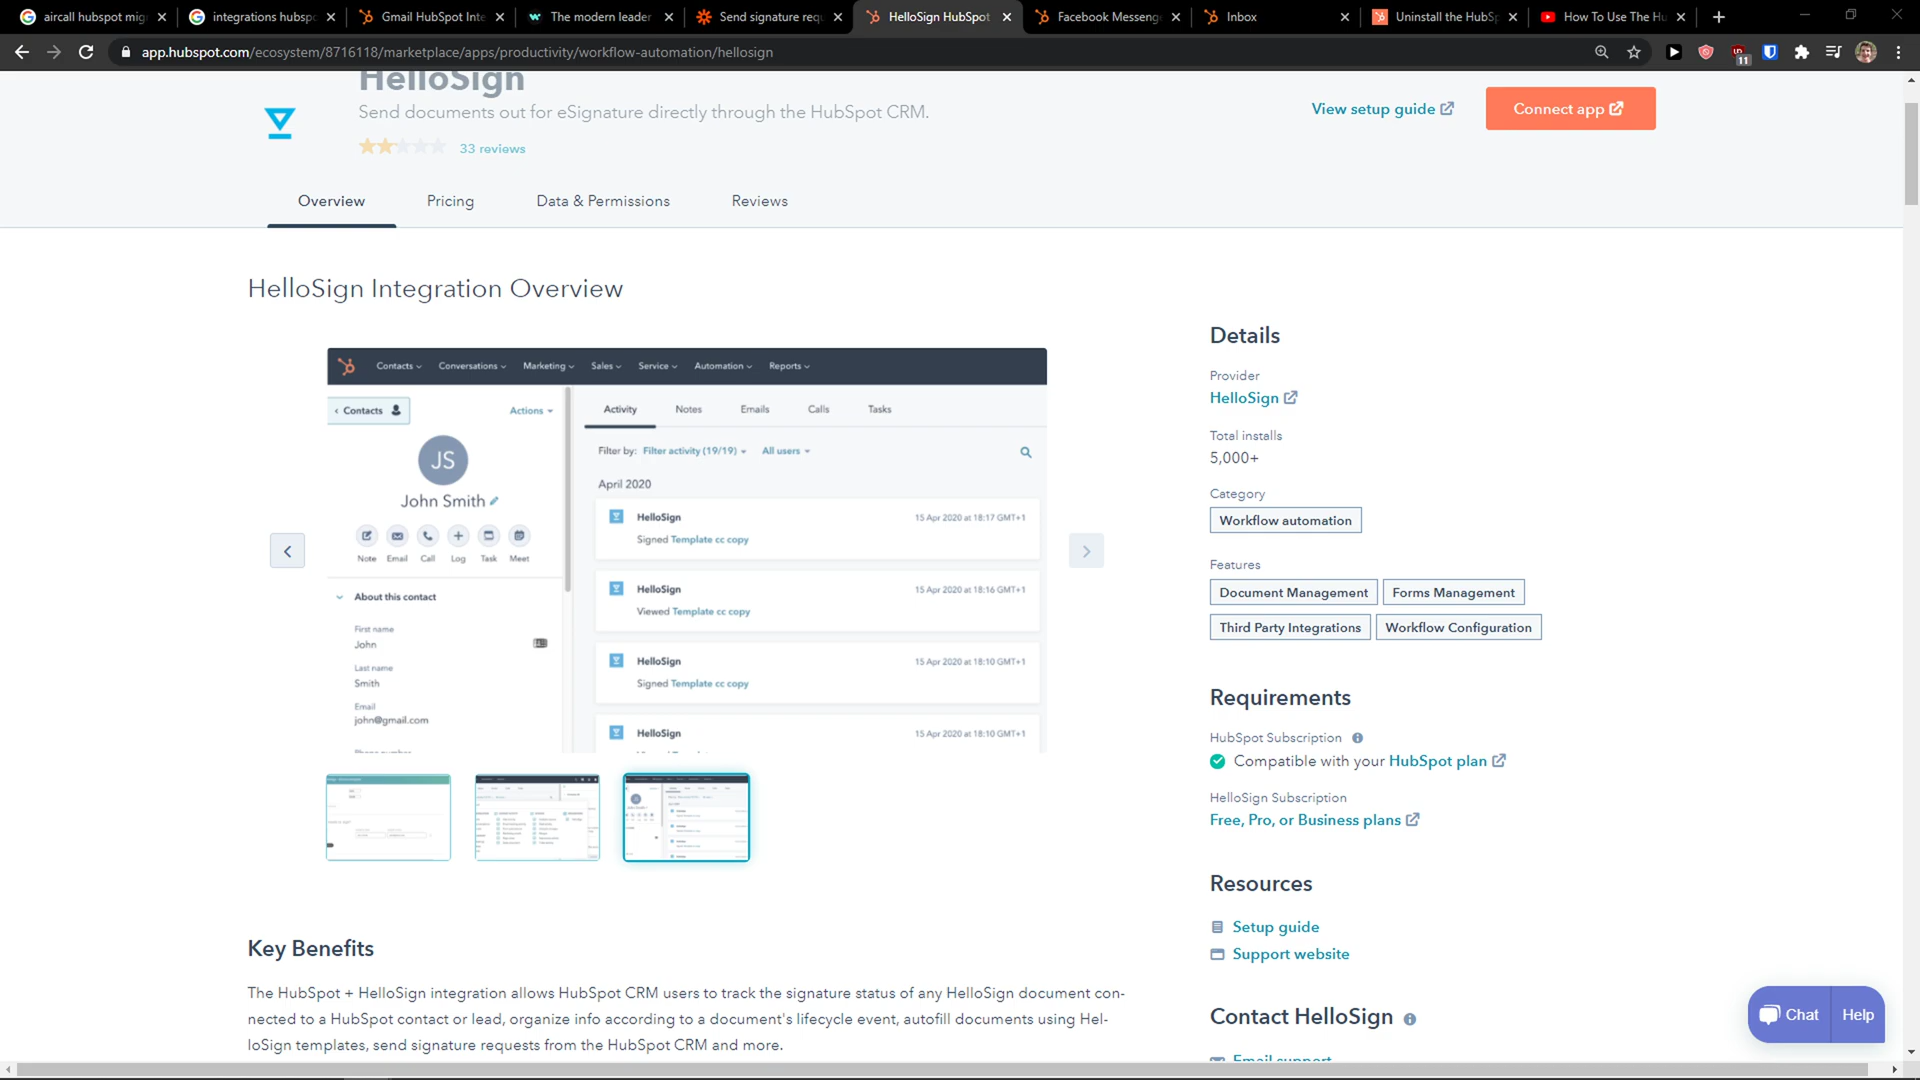 aircall hubspot mig
integrations hubsp
Gmail HubSpot Inte
The modern leader
Send signature req
HelloSign HubSpot
Facebook Messeng
Inbox
Uninstall the HubSp
How To Use The Hu
app.hubspot.com/ecosystem/8716118/marketplace/apps/productivity/workflow-automation/hellosign
11
HelloSign
Send documents out for eSignature directly through the HubSpot CRM.
33 reviews
View setup guide
Connect app
Overview
Pricing
Data & Permissions
Reviews
HelloSign Integration Overview
Contacts
Conversations
Marketing
Sales
Service
Automation
Reports
Contacts
Actions
JS
John Smith
Note
Email
Call
Log
Task
Meet
About this contact
First name
John
Last name
Smith
Email
john@gmail.com
Phone number
Activity
Notes
Emails
Calls
Tasks
Filter by: Filter activity (19/19)
All users
April 2020
HelloSign
15 Apr 2020 at 18:17 GMT+1
Signed Template cc copy
HelloSign
15 Apr 2020 at 18:16 GMT+1
Viewed Template cc copy
HelloSign
15 Apr 2020 at 18:10 GMT+1
Signed Template cc copy
HelloSign
15 Apr 2020 at 18:10 GMT+1
Key Benefits
The HubSpot + HelloSign integration allows HubSpot CRM users to track the signature status of any HelloSign document con-
nected to a HubSpot contact or lead, organize info according to a document's lifecycle event, autofill documents using Hel-
loSign templates, send signature requests from the HubSpot CRM and more.
Details
Provider
HelloSign
Total installs
5,000+
Category
Workflow automation
Features
Document Management
Forms Management
Third Party Integrations
Workflow Configuration
Requirements
HubSpot Subscription
Compatible with your HubSpot plan
HelloSign Subscription
Free, Pro, or Business plans
Resources
Setup guide
Support website
Contact HelloSign
Email support
Chat
Help